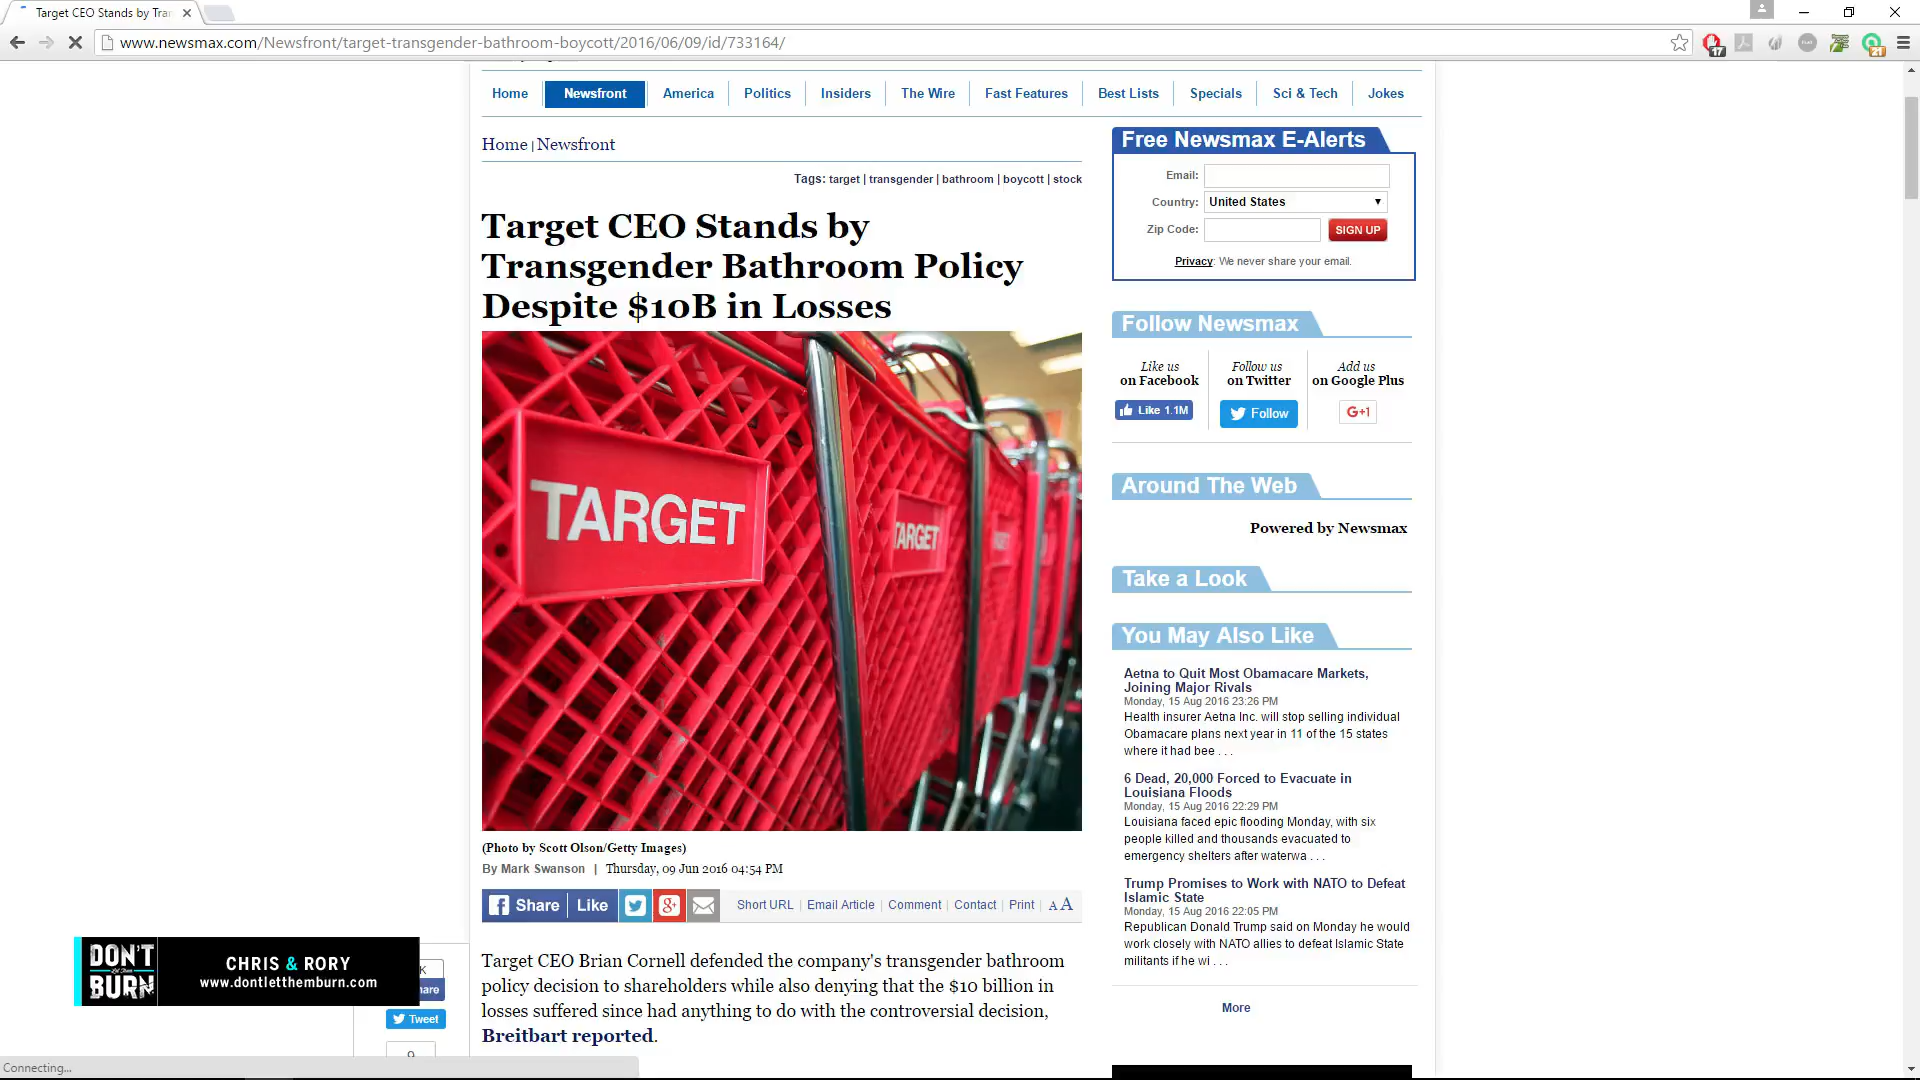 Target CEO Stands by Tra
www.newsmax.com/Newsfront/target-transgender-bathroom-boycott/2016/06/09/id/733164/
17
21
Home
Newsfront
America
Politics
Insiders
The Wire
Fast Features
Best Lists
Specials
Sci & Tech
Jokes
Home | Newsfront
Tags: target | transgender | bathroom | boycott | stock
Target CEO Stands by
Transgender Bathroom Policy
Despite $10B in Losses
TARGET
TARGET
(Photo by Scott Olson/Getty Images)
By Mark Swanson | Thursday, 09 Jun 2016 04:54 PM
Share
Like
Short URL | Email Article | Comment | Contact | Print | A A
Target CEO Brian Cornell defended the company's transgender bathroom
policy decision to shareholders while also denying that the $10 billion in
losses suffered since had anything to do with the controversial decision,
Breitbart reported.
Free Newsmax E-Alerts
Email:
Country: United States
Zip Code:
SIGN UP
Privacy: We never share your email.
Follow Newsmax
Like us
on Facebook
Like 1.1M
Follow us
on Twitter
Follow
Add us
on Google Plus
G+1
Around The Web
Powered by Newsmax
Take a Look
You May Also Like
Aetna to Quit Most Obamacare Markets,
Joining Major Rivals
Monday, 15 Aug 2016 23:26 PM
Health insurer Aetna Inc. will stop selling individual
Obamacare plans next year in 11 of the 15 states
where it had bee . . .
6 Dead, 20,000 Forced to Evacuate in
Louisiana Floods
Monday, 15 Aug 2016 22:29 PM
Louisiana faced epic flooding Monday, with six
people killed and thousands evacuated to
emergency shelters after waterwa . . .
Trump Promises to Work with NATO to Defeat
Islamic State
Monday, 15 Aug 2016 22:05 PM
Republican Donald Trump said on Monday he would
work closely with NATO allies to defeat Islamic State
militants if he wi . . .
More
DON'T
BURN
CHRIS & RORY
www.dontletthemburn.com
K
are
Tweet
Connecting...